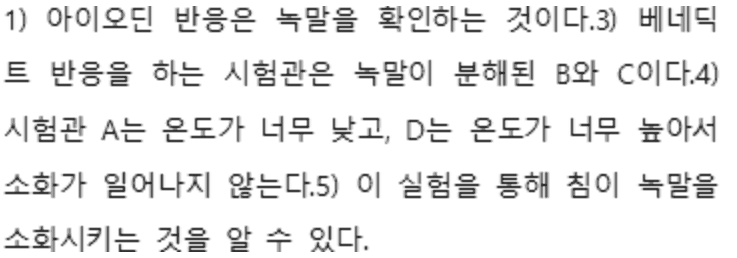 1) 아이오딘 반응은 녹말을 확인하는 것이다.3) 베네딕
트 반응을 하는 시험관은 녹말이 분해된 B와 C이다.4)
시험관 A는 온도가 너무 낮고, D는 온도가 너무 높아서
소화가 일어나지 않는다.5) 이 실험을 통해 침이 녹말을
소화시키는 것을 알 수 있다.